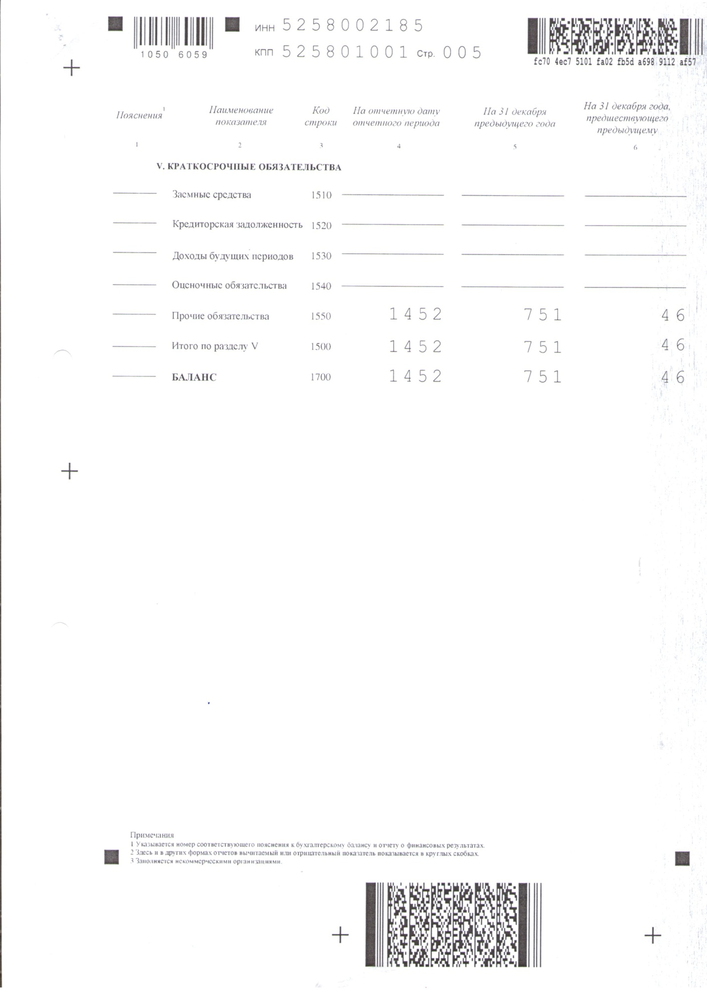 ИНН 5258002185
1050 6059
КПП 525801001 Стр. 005
fc70 4ec7 5101 fa02 fb5d a698 9112 af57
Пояснения 1
Наименование показателя
Код строки
На отчетную дату отчетного периода
На 31 декабря предыдущего года
На 31 декабря года, предшествующего предыдущему
1 2 3 4 5 6
V. КРАТКОСРОЧНЫЕ ОБЯЗАТЕЛЬСТВА
Заемные средства 1510
Кредиторская задолженность 1520
Доходы будущих периодов 1530
Оценочные обязательства 1540
Прочие обязательства 1550 1452 751 46
Итого по разделу V 1500 1452 751 46
БАЛАНС 1700 1452 751 46
Примечания
1 Указывается номер соответствующего пояснения к бухгалтерскому балансу и отчету о финансовых результатах.
2 Здесь и в других формах отчетов вычитаемый или отрицательный показатель показывается в круглых скобках.
3 Заполняется некоммерческими организациями.